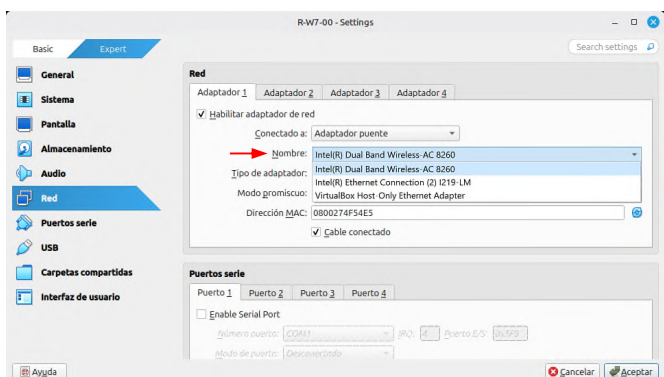 R-W7-00 - Settings
Basic Expert
Search settings
General
Sistema
Pantalla
Almacenamiento
Audio
Red
Puertos serie
USB
Carpetas compartidas
Interfaz de usuario
Red
Adaptador 1 Adaptador 2 Adaptador 3 Adaptador 4
Habilitar adaptador de red
Conectado a: Adaptador puente
Nombre: Intel(R) Dual Band Wireless-AC 8260
Intel(R) Dual Band Wireless-AC 8260
Tipo de adaptador: Intel(R) Ethernet Connection (2) I219-LM
Modo promiscuo: VirtualBox Host-Only Ethernet Adapter
Dirección MAC: 0800274F54E5
Cable conectado
Puertos serie
Puerto 1 Puerto 2 Puerto 3 Puerto 4
Enable Serial Port
Número puerto: COM1 IRQ: 4 Puerto E/S: 0x3F8
Modo de puerto: Desconectado
Ayuda Cancelar Aceptar